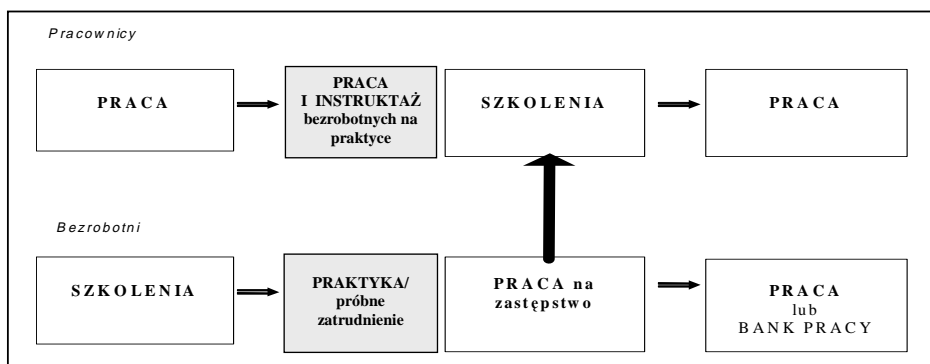 Pracownicy
PRACA
PRACA
I INSTRUKTAŻ
bezrobotnych na
praktyce
SZKOLENIA
PRACA
Bezrobotni
SZKOLENIA
PRAKTYKA/
próbne
zatrudnienie
PRACA na
zastępstwo
PRACA
lub
BANK PRACY